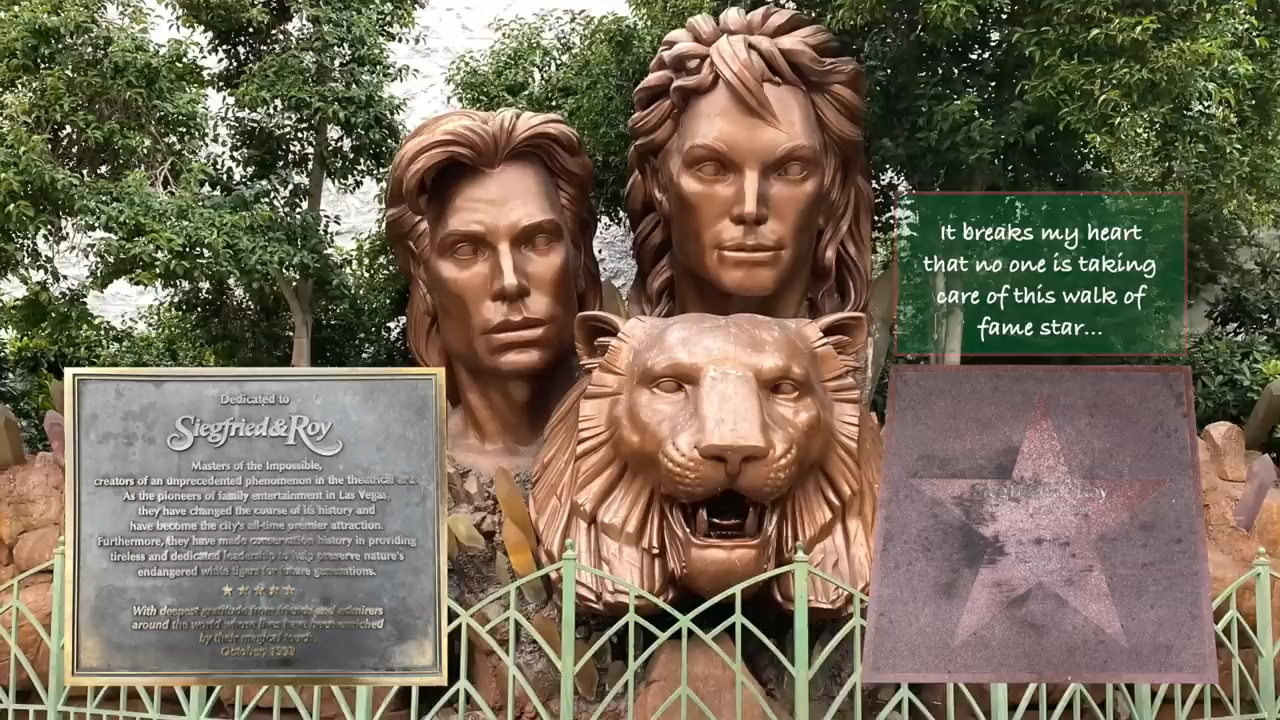 Dedicated to
Siegfried & Roy
Masters of the Impossible,
creators of an unprecedented phenomenon in the theatrical arts.
As the pioneers of family entertainment in Las Vegas,
they have changed the course of its history and
have become the city's all-time premier attraction.
Furthermore, they have made conservation history in providing
tireless and dedicated leadership to help preserve nature's
endangered white tigers for future generations.
With deepest gratitude from friends and admirers
around the world whose lives have been enriched
by their magical touch.
October, 1993
It breaks my heart
that no one is taking
care of this walk of
fame star...